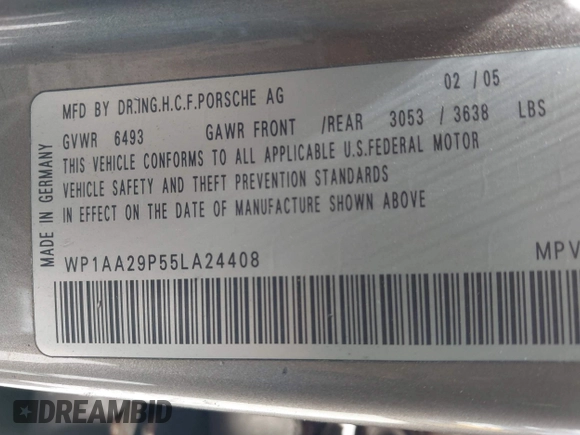 02 / 05
MFD BY DR.ING.H.C.F.PORSCHE AG
GVWR 6493 GAWR FRONT /REAR 3053 / 3638 LBS
THIS VEHICLE CONFORMS TO ALL APPLICABLE U.S.FEDERAL MOTOR
VEHICLE SAFETY AND THEFT PREVENTION STANDARDS
IN EFFECT ON THE DATE OF MANUFACTURE SHOWN ABOVE
MADE IN GERMANY
WP1AA29P55LA24408 MPV
DREAMBID